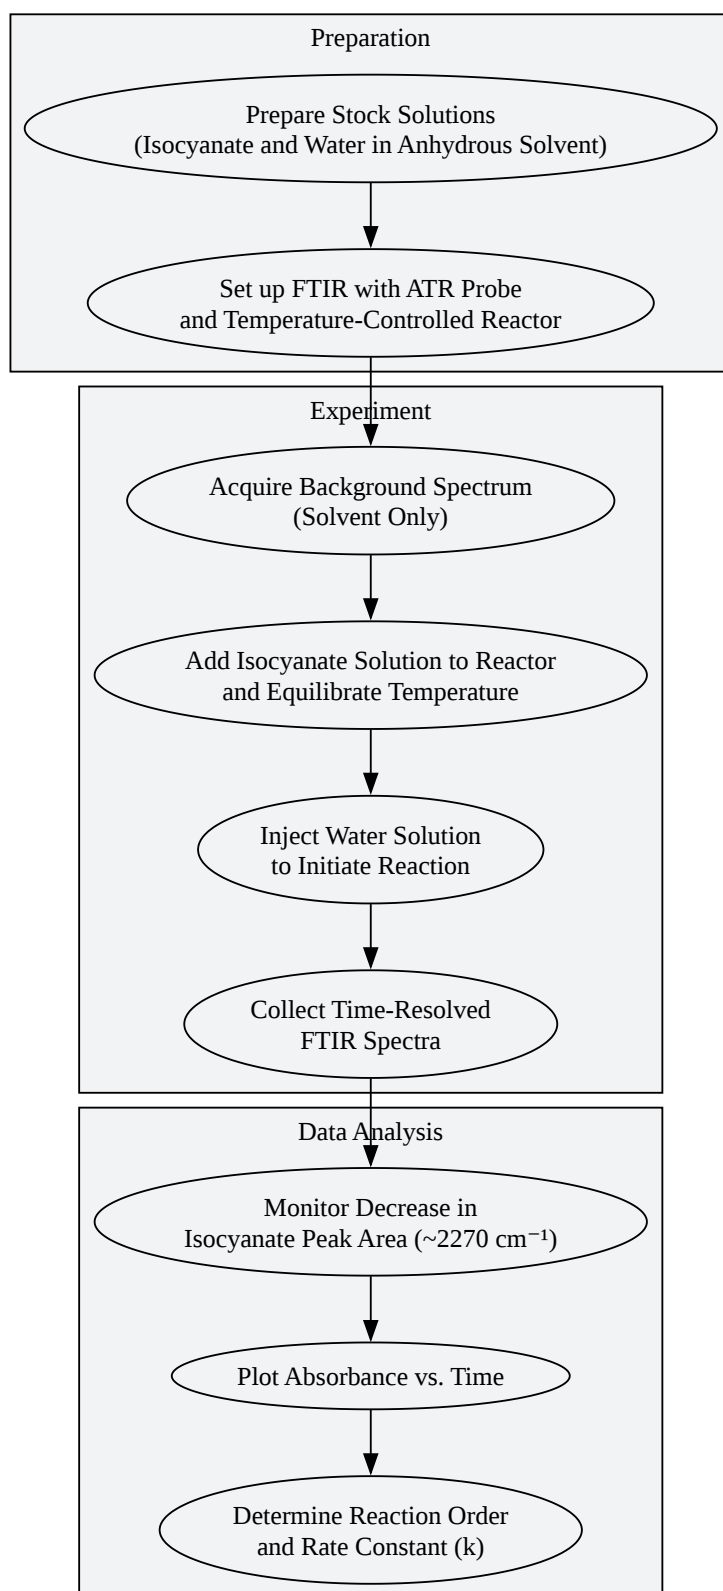 Preparation
Prepare Stock Solutions
(Isocyanate and Water in Anhydrous Solvent)
Set up FTIR with ATR Probe
and Temperature-Controlled Reactor
Experiment
Acquire Background Spectrum
(Solvent Only)
Add Isocyanate Solution to Reactor
and Equilibrate Temperature
Inject Water Solution
to Initiate Reaction
Collect Time-Resolved
FTIR Spectra
Data Analysis
Monitor Decrease in
Isocyanate Peak Area (~2270 cm⁻¹)
Plot Absorbance vs. Time
Determine Reaction Order
and Rate Constant (k)